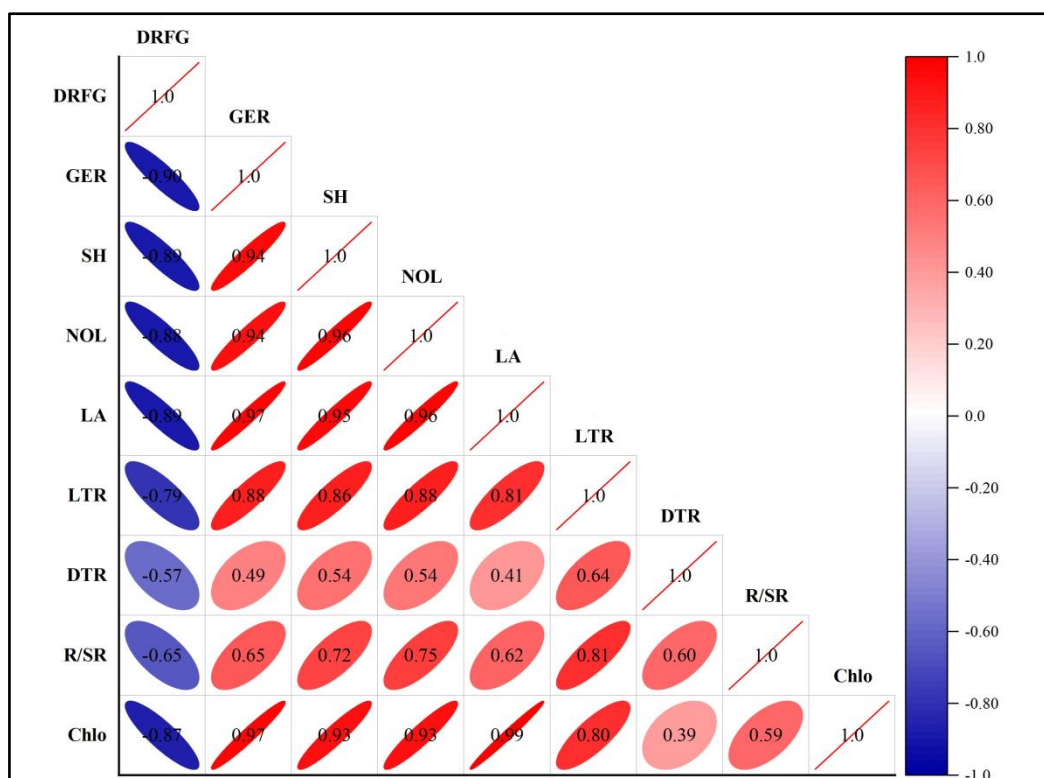 DRFG
1.0
DRFG 1.0 GER
0.80
GER -0.90 1.0 SH
0.60
SH -0.89 0.94 1.0 NOL
0.40
NOL -0.88 0.94 0.96 1.0 LA
0.20
LA -0.89 0.97 0.95 0.96 1.0 LTR
0.0
LTR -0.79 0.88 0.86 0.88 0.81 1.0 DTR
-0.20
-0.40
DTR -0.57 0.49 0.54 0.54 0.41 0.64 1.0 R/SR
-0.60
R/SR -0.65 0.65 0.72 0.75 0.62 0.81 0.60 1.0 Chlo
-0.80
Chlo -0.87 0.97 0.93 0.93 0.99 0.80 0.39 0.59 1.0
-1.0